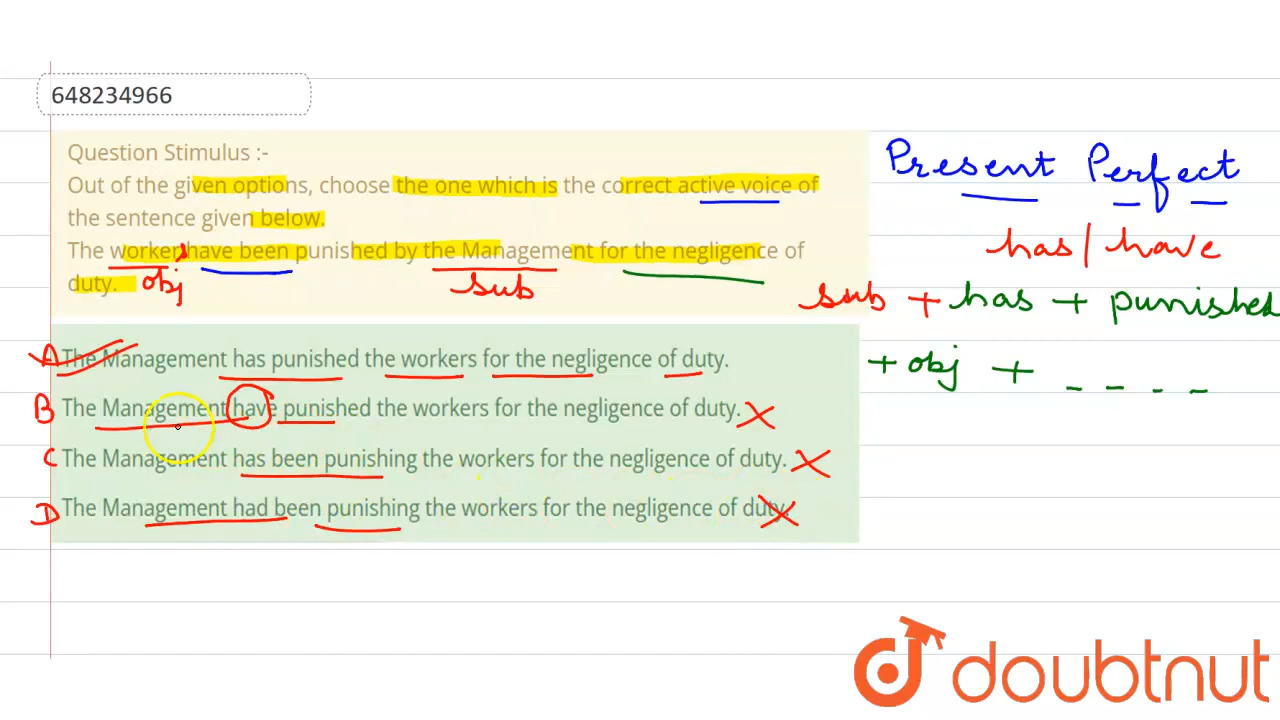 648234966
Question Stimulus :-
Out of the given options, choose the one which is the correct active voice of
the sentence given below.
The worker s have been punished by the Management for the negligence of
duty.
obj
sub
A The Management has punished the workers for the negligence of duty.
B The Management have punished the workers for the negligence of duty.
C The Management has been punishing the workers for the negligence of duty.
D The Management had been punishing the workers for the negligence of duty.
Present Perfect
has/have
sub + has + punished
+ obj + - - - -
doubtnut